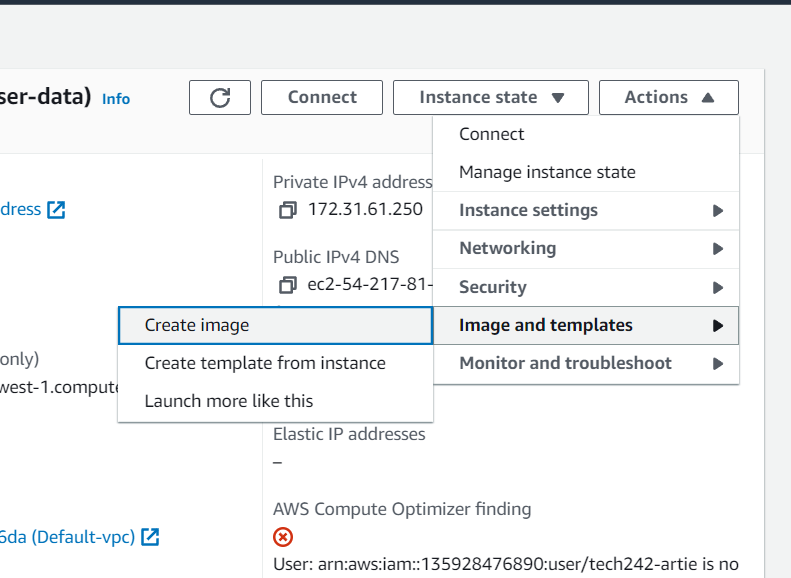 ser-data) Info
Connect
Instance state
Actions
Connect
Manage instance state
Instance settings
Networking
Security
Image and templates
Monitor and troubleshoot
Create image
Create template from instance
Launch more like this
dress
Private IPv4 address
172.31.61.250
Public IPv4 DNS
ec2-54-217-81-
only)
west-1.compute
Elastic IP addresses
–
6da (Default-vpc)
AWS Compute Optimizer finding
User: arn:aws:iam::135928476890:user/tech242-artie is no